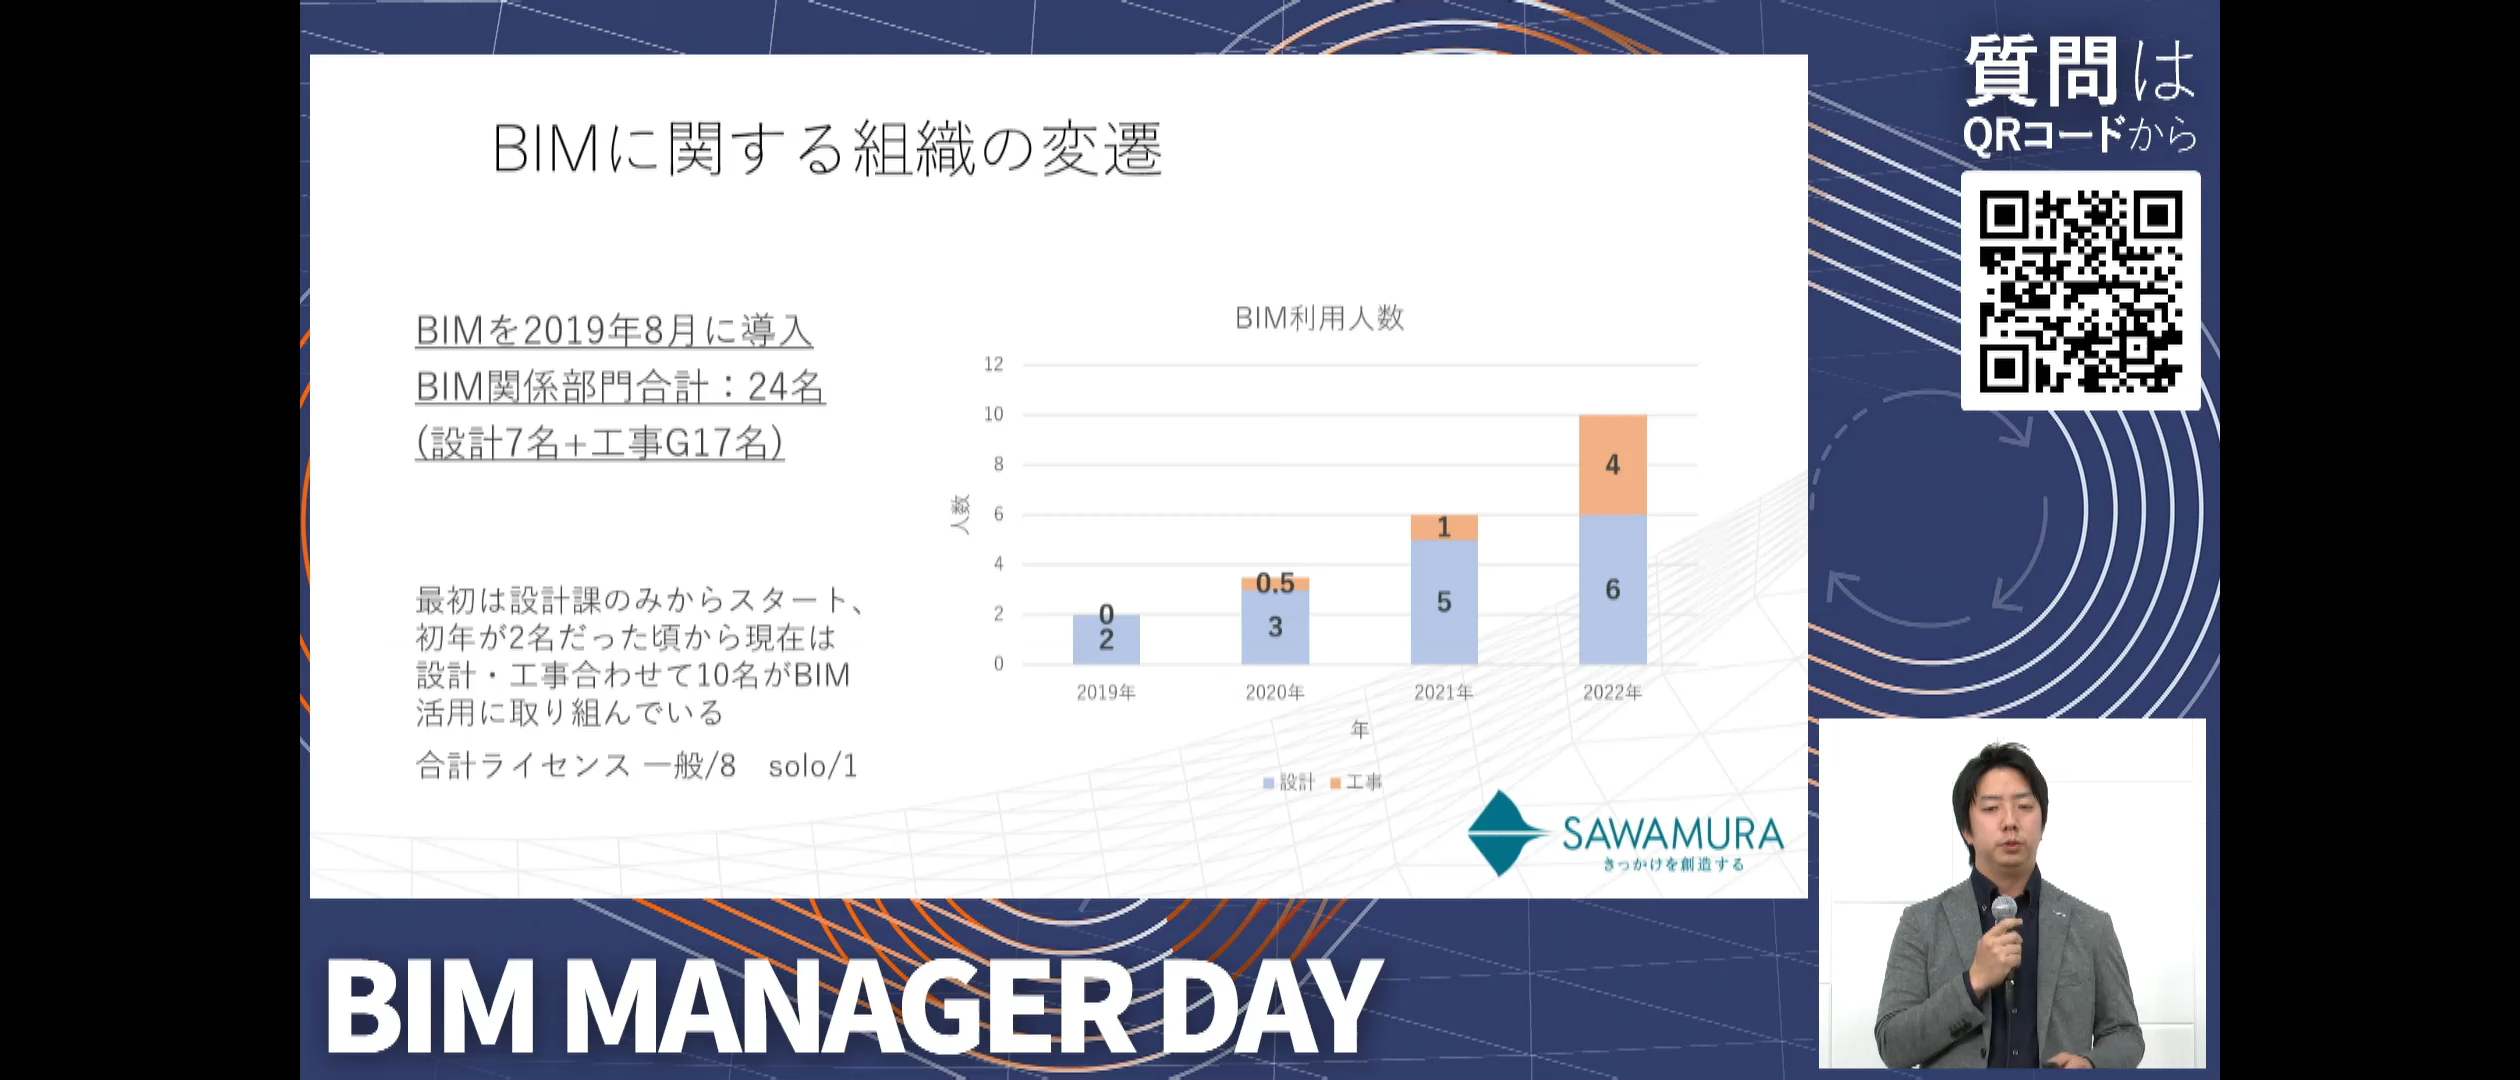 質問は
QRコードから
BIMに関する組織の変遷
BIMを2019年8月に導入
BIM関係部門合計：24名
(設計7名+工事G17名)
最初は設計課のみからスタート、
初年が2名だった頃から現在は
設計・工事合わせて10名がBIM
活用に取り組んでいる
合計ライセンス 一般/8　solo/1
BIM利用人数
12
10
8
6
4
2
0
人数
0
2
0.5
3
1
5
4
6
2019年 2020年 2021年 2022年
年
設計 工事
SAWAMURA
きっかけを創造する
BIM MANAGER DAY